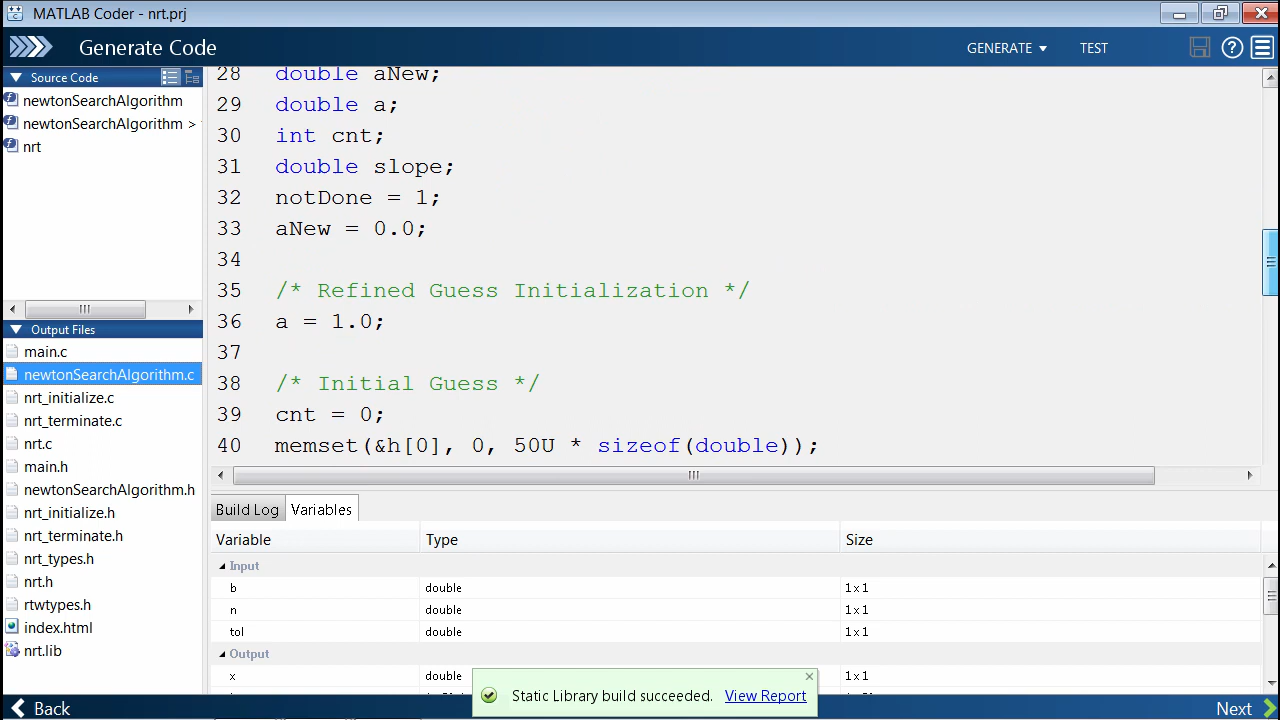 MATLAB Coder - nrt.prj
Generate Code
GENERATE
TEST
Source Code
newtonSearchAlgorithm
newtonSearchAlgorithm >
nrt
Output Files
main.c
newtonSearchAlgorithm.c
nrt_initialize.c
nrt_terminate.c
nrt.c
main.h
newtonSearchAlgorithm.h
nrt_initialize.h
nrt_terminate.h
nrt_types.h
nrt.h
rtwtypes.h
index.html
nrt.lib
28 double aNew;
29 double a;
30 int cnt;
31 double slope;
32 notDone = 1;
33 aNew = 0.0;
34
35 /* Refined Guess Initialization */
36 a = 1.0;
37
38 /* Initial Guess */
39 cnt = 0;
40 memset(&h[0], 0, 50U * sizeof(double));
Build Log Variables
Variable Type Size
Input
b double 1 x 1
n double 1 x 1
tol double 1 x 1
Output
x double 1 x 1
Static Library build succeeded. View Report
Back
Next